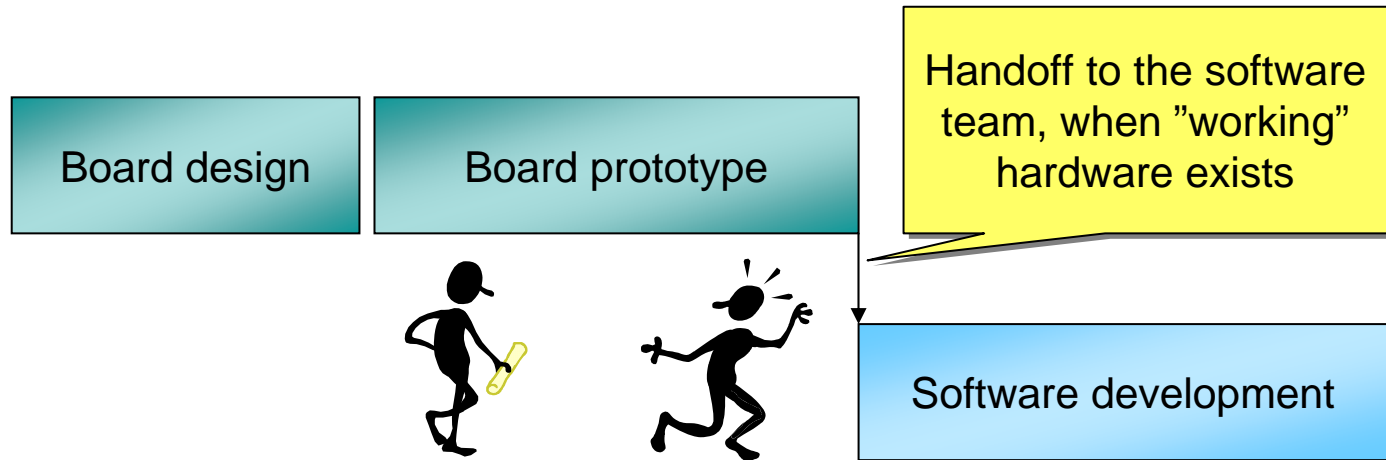 Handoff to the software
team, when ”working”
hardware exists
Board design
Board prototype
Software development